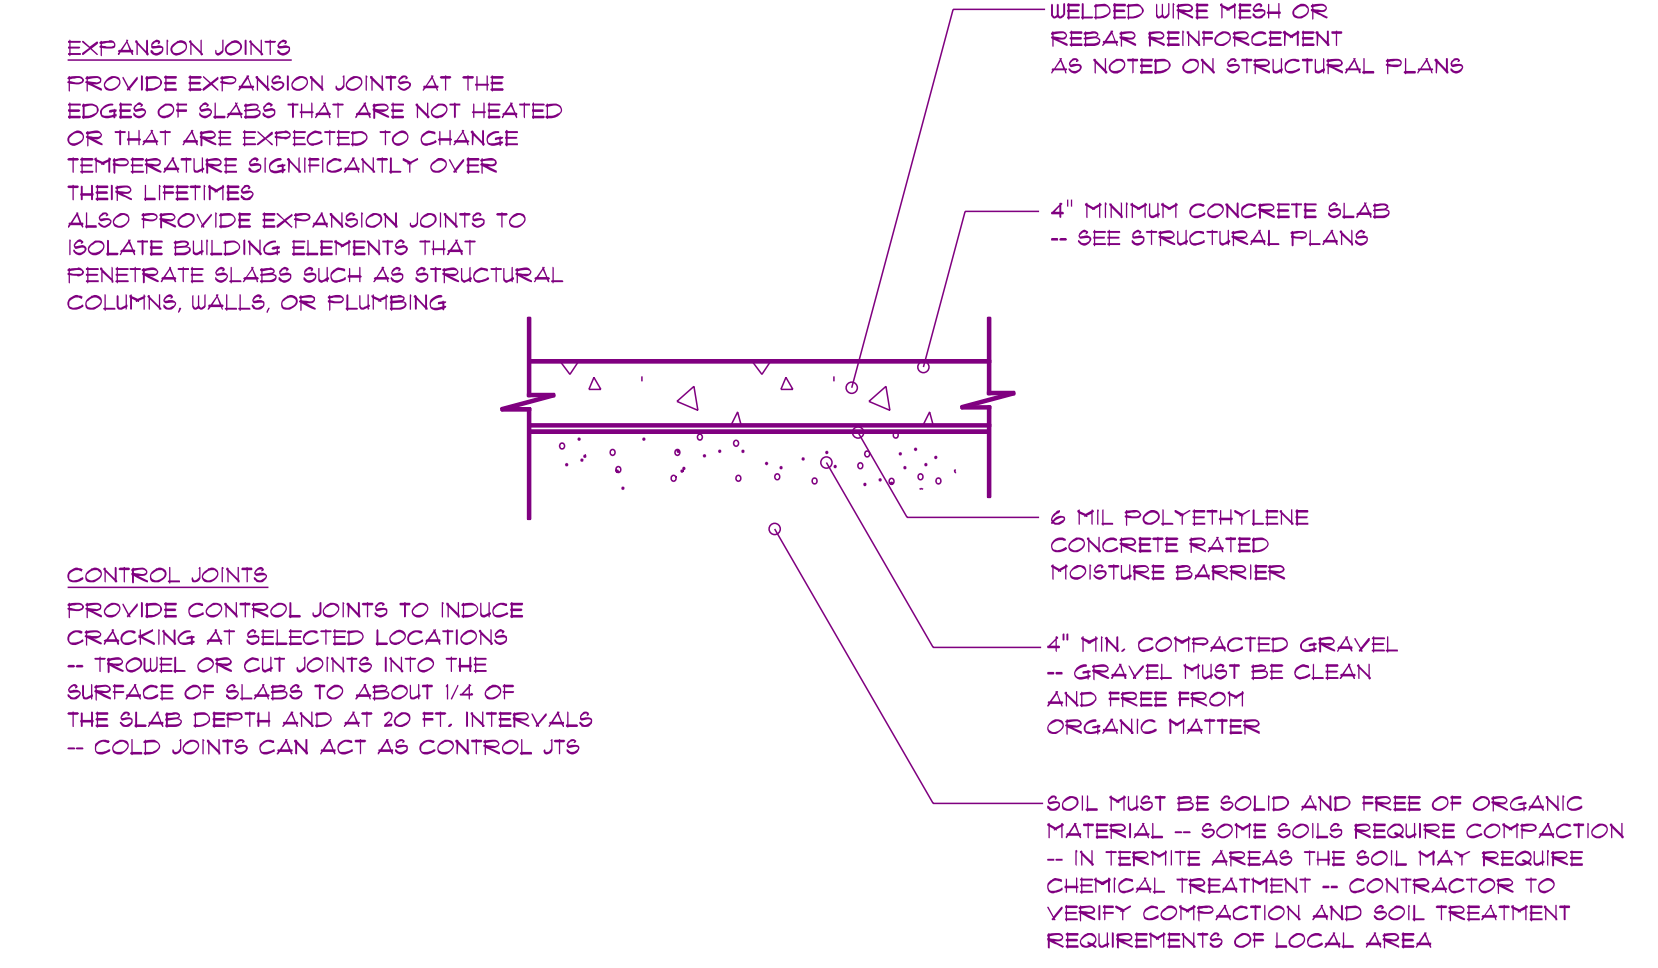 EXPANSION JOINTS
PROVIDE EXPANSION JOINTS AT THE
EDGES OF SLABS THAT ARE NOT HEATED
OR THAT ARE EXPECTED TO CHANGE
TEMPERATURE SIGNIFICANTLY OVER
THEIR LIFETIMES
ALSO PROVIDE EXPANSION JOINTS TO
ISOLATE BUILDING ELEMENTS THAT
PENETRATE SLABS SUCH AS STRUCTURAL
COLUMNS, WALLS, OR PLUMBING
WELDED WIRE MESH OR
REBAR REINFORCEMENT
AS NOTED ON STRUCTURAL PLANS
4" MINIMUM CONCRETE SLAB
-- SEE STRUCTURAL PLANS
6 MIL POLYETHYLENE
CONCRETE RATED
MOISTURE BARRIER
CONTROL JOINTS
PROVIDE CONTROL JOINTS TO INDUCE
CRACKING AT SELECTED LOCATIONS
-- TROWEL OR CUT JOINTS INTO THE
SURFACE OF SLABS TO ABOUT 1/4 OF
THE SLAB DEPTH AND AT 20 FT. INTERVALS
-- COLD JOINTS CAN ACT AS CONTROL JTS
4" MIN. COMPACTED GRAVEL
-- GRAVEL MUST BE CLEAN
AND FREE FROM
ORGANIC MATTER
SOIL MUST BE SOLID AND FREE OF ORGANIC
MATERIAL -- SOME SOILS REQUIRE COMPACTION
-- IN TERMITE AREAS THE SOIL MAY REQUIRE
CHEMICAL TREATMENT -- CONTRACTOR TO
VERIFY COMPACTION AND SOIL TREATMENT
REQUIREMENTS OF LOCAL AREA